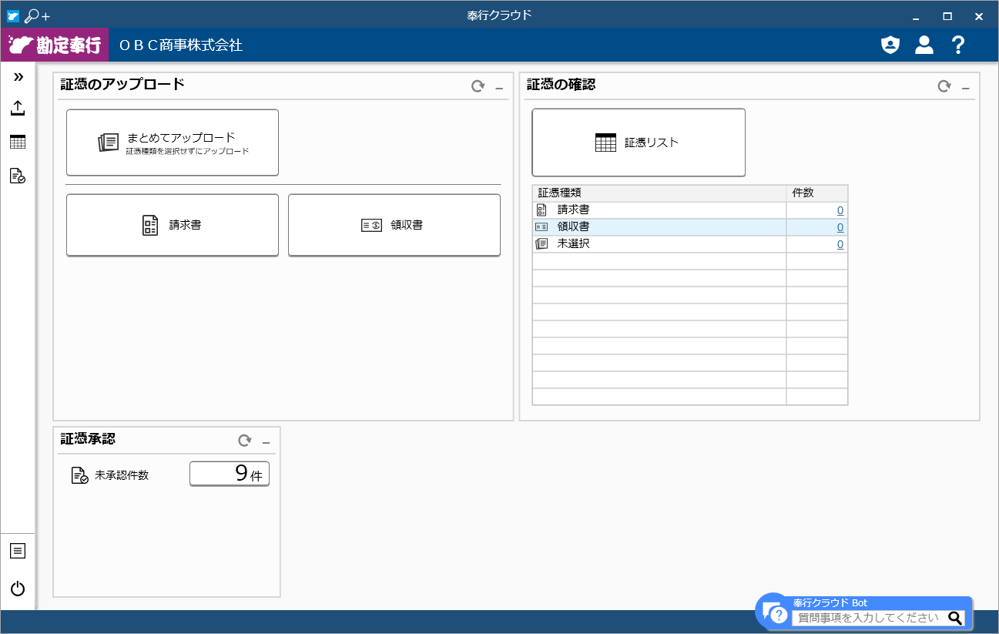 奉行クラウド
勘定奉行
ＯＢＣ商事株式会社
証憑のアップロード
まとめてアップロード
証憑種類を選択せずにアップロード
請求書
領収書
証憑の確認
証憑リスト
証憑種類 件数
請求書 0
領収書 0
未選択 0
証憑承認
未承認件数 9件
奉行クラウド Bot
質問事項を入力してください